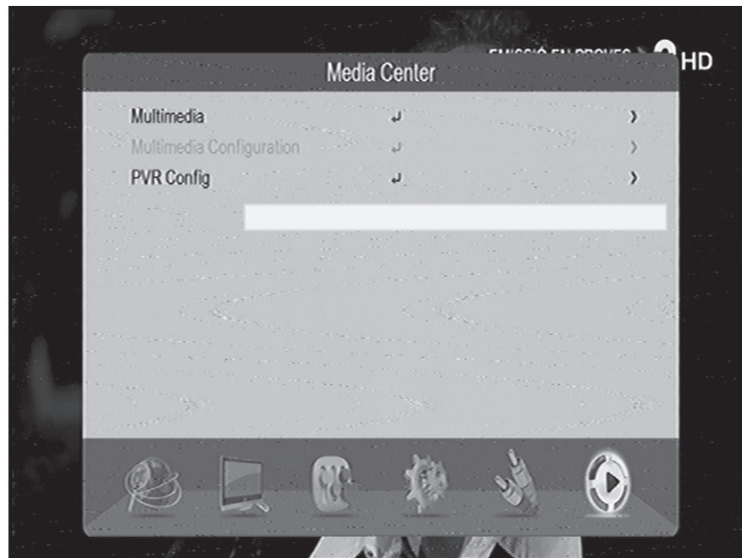 HD
Media Center
Multimedia
Multimedia Configuration
PVR Config